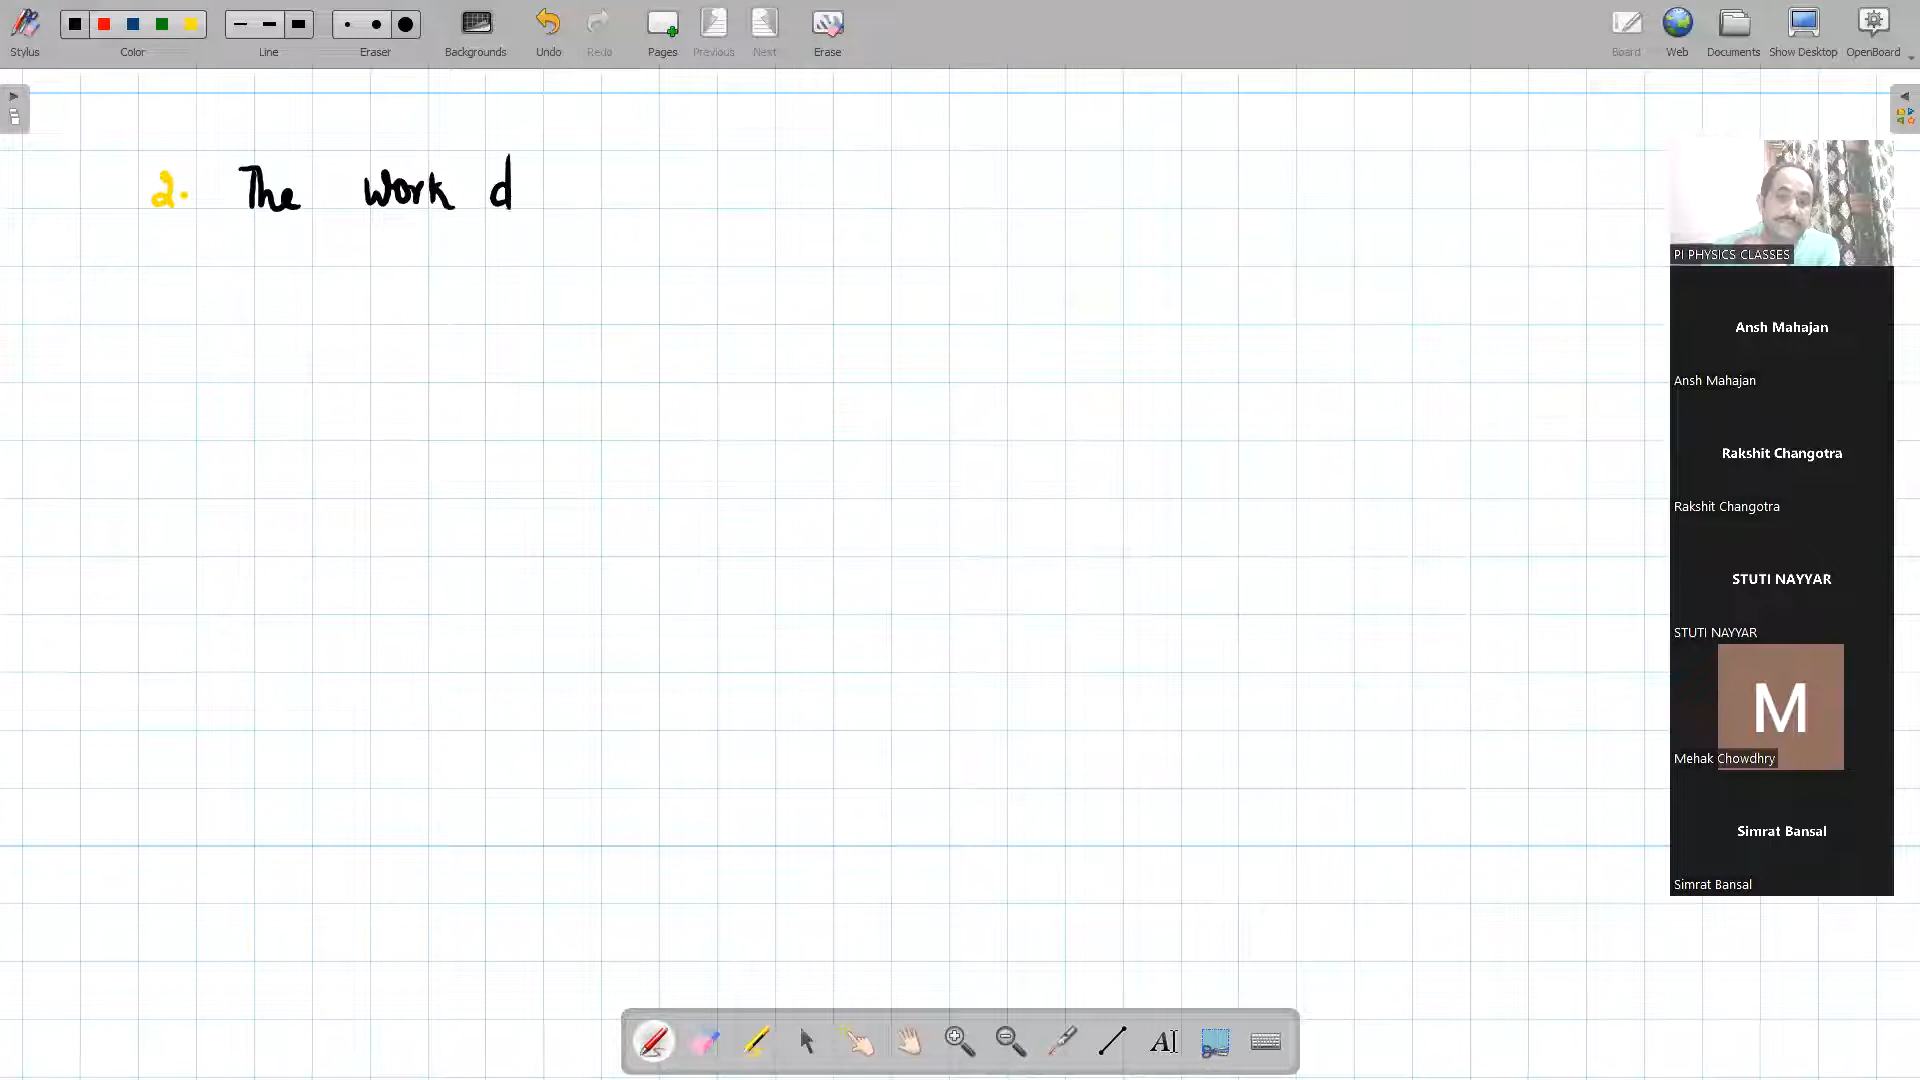 Stylus
Color
Line
Eraser
Backgrounds
Undo
Redo
Pages
Previous
Next
Erase
Board
Web
Documents
Show Desktop
OpenBoard
2. The work d
PI PHYSICS CLASSES
Ansh Mahajan
Ansh Mahajan
Rakshit Changotra
Rakshit Changotra
STUTI NAYYAR
STUTI NAYYAR
M
Mehak Chowdhry
Simrat Bansal
Simrat Bansal
AI